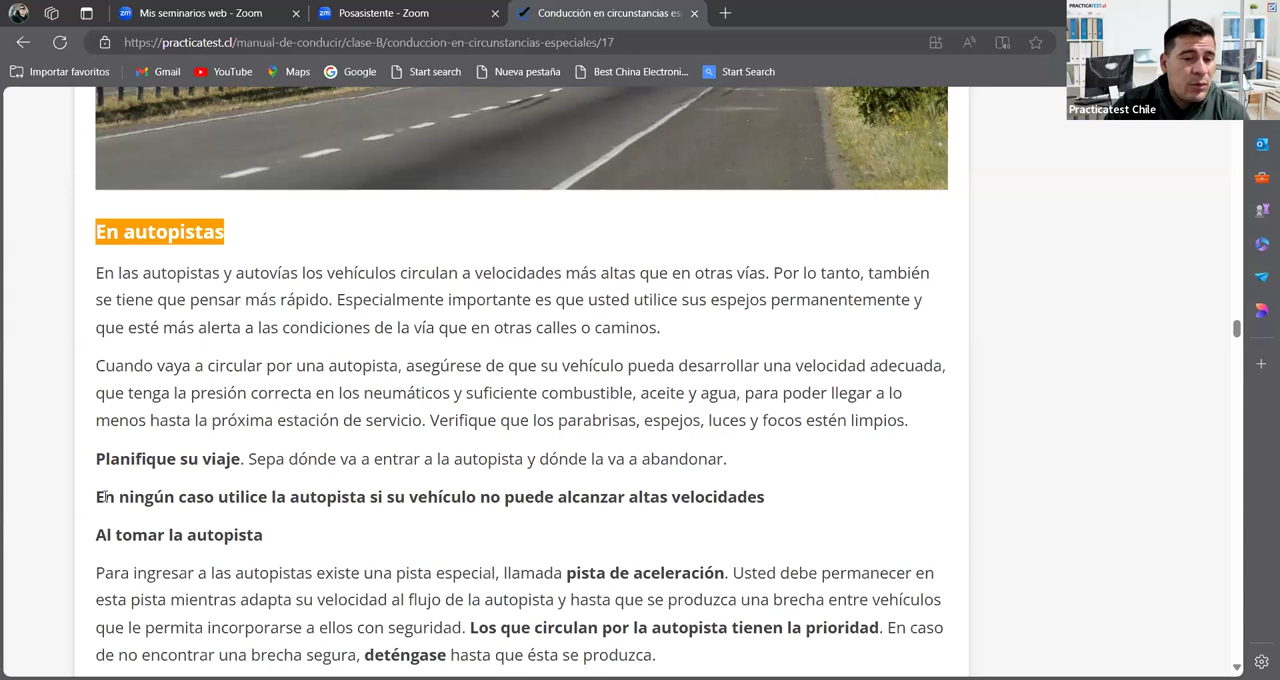 Mis seminarios web - Zoom
Posasistente - Zoom
Conducción en circunstancias es
https://practicatest.cl/manual-de-conducir/clase-B/conduccion-en-circunstancias-especiales/17
Importar favoritos
Gmail
YouTube
Maps
Google
Start search
Nueva pestaña
Best China Electroni...
Start Search
PRACTICATEST.cl
Practicatest Chile
En autopistas
En las autopistas y autovías los vehículos circulan a velocidades más altas que en otras vías. Por lo tanto, también
se tiene que pensar más rápido. Especialmente importante es que usted utilice sus espejos permanentemente y
que esté más alerta a las condiciones de la vía que en otras calles o caminos.
Cuando vaya a circular por una autopista, asegúrese de que su vehículo pueda desarrollar una velocidad adecuada,
que tenga la presión correcta en los neumáticos y suficiente combustible, aceite y agua, para poder llegar a lo
menos hasta la próxima estación de servicio. Verifique que los parabrisas, espejos, luces y focos estén limpios.
Planifique su viaje. Sepa dónde va a entrar a la autopista y dónde la va a abandonar.
En ningún caso utilice la autopista si su vehículo no puede alcanzar altas velocidades
Al tomar la autopista
Para ingresar a las autopistas existe una pista especial, llamada pista de aceleración. Usted debe permanecer en
esta pista mientras adapta su velocidad al flujo de la autopista y hasta que se produzca una brecha entre vehículos
que le permita incorporarse a ellos con seguridad. Los que circulan por la autopista tienen la prioridad. En caso
de no encontrar una brecha segura, deténgase hasta que ésta se produzca.